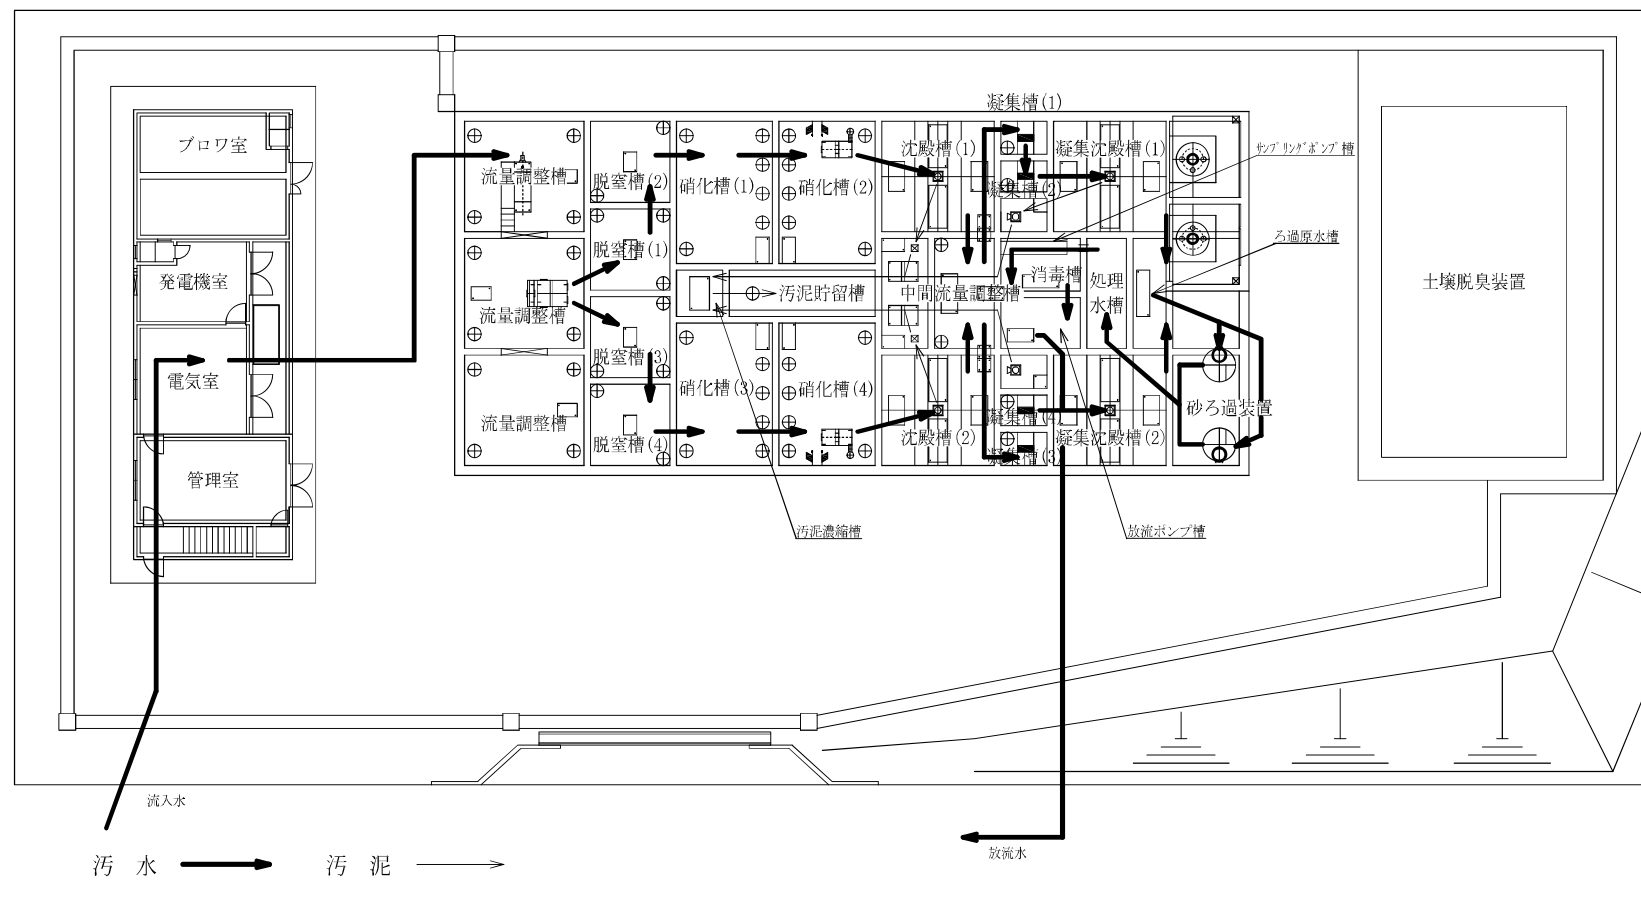 凝集槽(1)
ブロワ室
沈殿槽(1)
凝集沈殿槽(1)
サンプリングポンプ槽
流量調整槽
脱窒槽(2)
硝化槽(1)
硝化槽(2)
凝集槽(2)
脱窒槽(1)
ろ過原水槽
発電機室
消毒槽
処理
水槽
土壌脱臭装置
汚泥貯留槽
中間流量調整槽
流量調整槽
脱窒槽(3)
電気室
硝化槽(3)
硝化槽(4)
砂ろ過装置
流量調整槽
凝集槽(4)
脱窒槽(4)
沈殿槽(2)
凝集沈殿槽(2)
凝集槽(3)
管理室
汚泥濃縮槽
放流ポンプ槽
流入水
放流水
汚 水
汚 泥